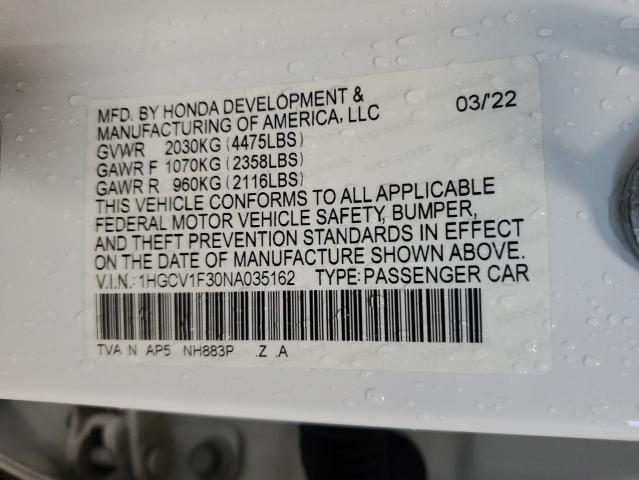 MFD. BY HONDA DEVELOPMENT & MANUFACTURING OF AMERICA, LLC 03/'22
GVWR 2030KG (4475LBS)
GAWR F 1070KG (2358LBS)
GAWR R 960KG (2116LBS)
THIS VEHICLE CONFORMS TO ALL APPLICABLE
FEDERAL MOTOR VEHICLE SAFETY, BUMPER,
AND THEFT PREVENTION STANDARDS IN EFFECT
ON THE DATE OF MANUFACTURE SHOWN ABOVE.
V.I.N.: 1HGCV1F30NA035162 TYPE: PASSENGER CAR
TVA N AP5 NH883P .Z .A